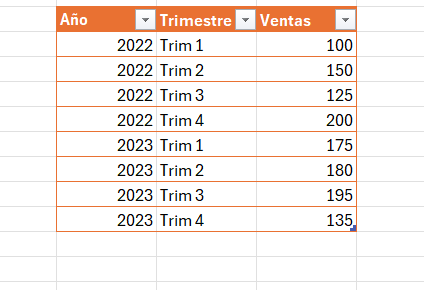 Año Trimestre Ventas
2022 Trim 1 100
2022 Trim 2 150
2022 Trim 3 125
2022 Trim 4 200
2023 Trim 1 175
2023 Trim 2 180
2023 Trim 3 195
2023 Trim 4 135